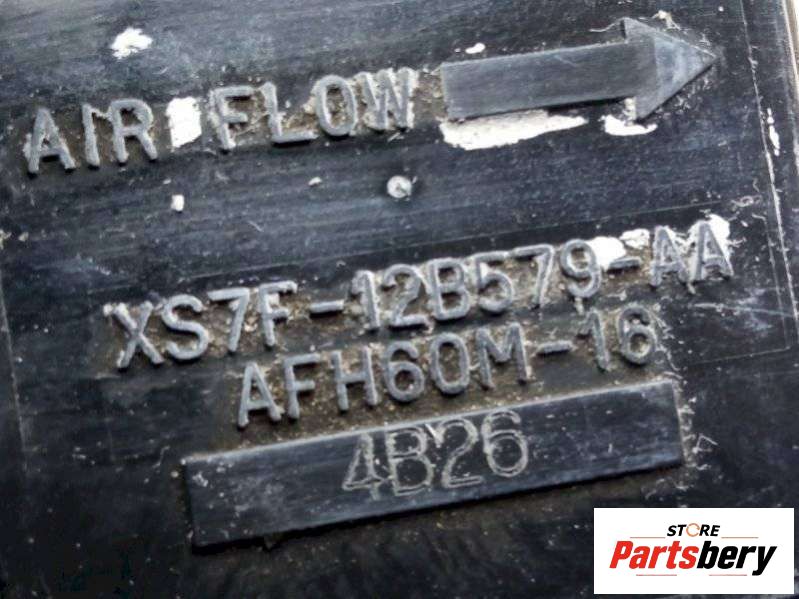 AIR FLOW
XS7F-12B579-AA
AFH60M-16
4B26
STORE
Partsbery